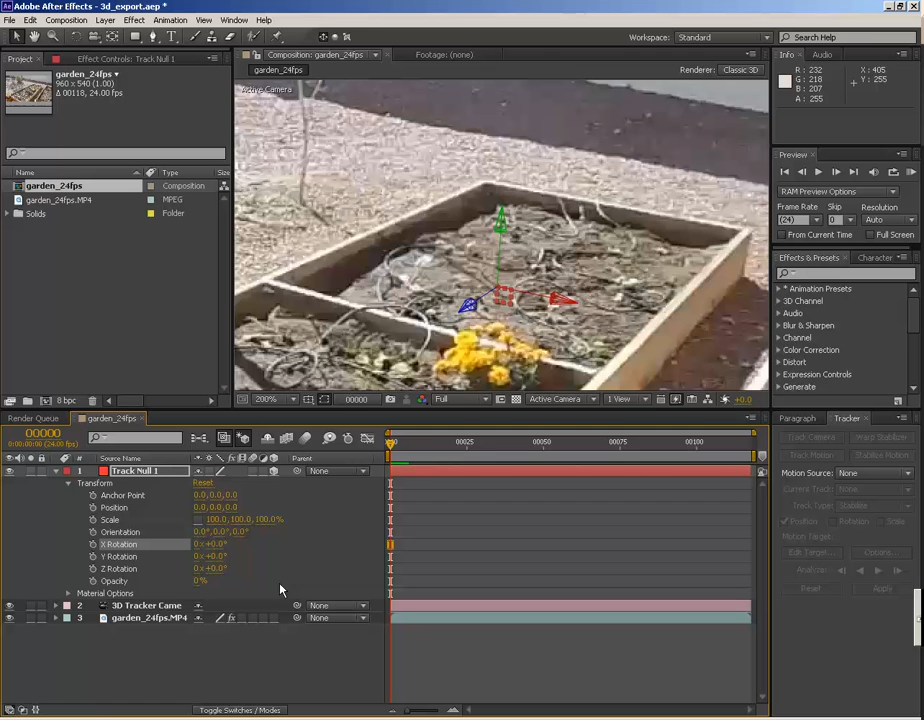 Adobe After Effects - 3d_export.aep *
File Edit Composition Layer Effect Animation View Window Help
Workspace: Standard Search Help
Project Effect Controls: Track Null 1
garden_24fps
960 x 540 (1.00)
Δ 00118, 24.00 fps
Name Type
garden_24fps Composition
garden_24fps.MP4 MPEG
Solids Folder
8 bpc
Composition: garden_24fps Footage: (none)
garden_24fps Renderer: Classic 3D
Active Camera
200% Full 00000 Active Camera 1 View +0.0
Info Audio
R : 232
G : 218
B : 207
A : 255
X : 405
Y : 255
Preview
RAM Preview Options
Frame Rate Skip Resolution
(24) 0 Auto
From Current Time Full Screen
Effects & Presets Character
* Animation Presets
3D Channel
Audio
Blur & Sharpen
Channel
Color Correction
Distort
Expression Controls
Generate
Render Queue garden_24fps
00000
0:00:00:00 (24.00 fps)
00025 00050 00075 00100
# Source Name Parent
1 Track Null 1 None
Transform Reset
Anchor Point 0.0,0.0,0.0
Position 0.0,0.0,0.0
Scale 100.0,100.0,100.0%
Orientation 0.0°,0.0°,0.0°
X Rotation 0x+0.0°
Y Rotation 0x+0.0°
Z Rotation 0x+0.0°
Opacity 0%
Material Options
2 3D Tracker Came None
3 garden_24fps.MP4 None
Toggle Switches / Modes
Paragraph Tracker
Track Camera Warp Stabilizer
Track Motion Stabilize Motion
Motion Source: None
Current Track: None
Track Type: Stabilize
Position Rotation Scale
Motion Target:
Edit Target... Options...
Analyze:
Reset Apply